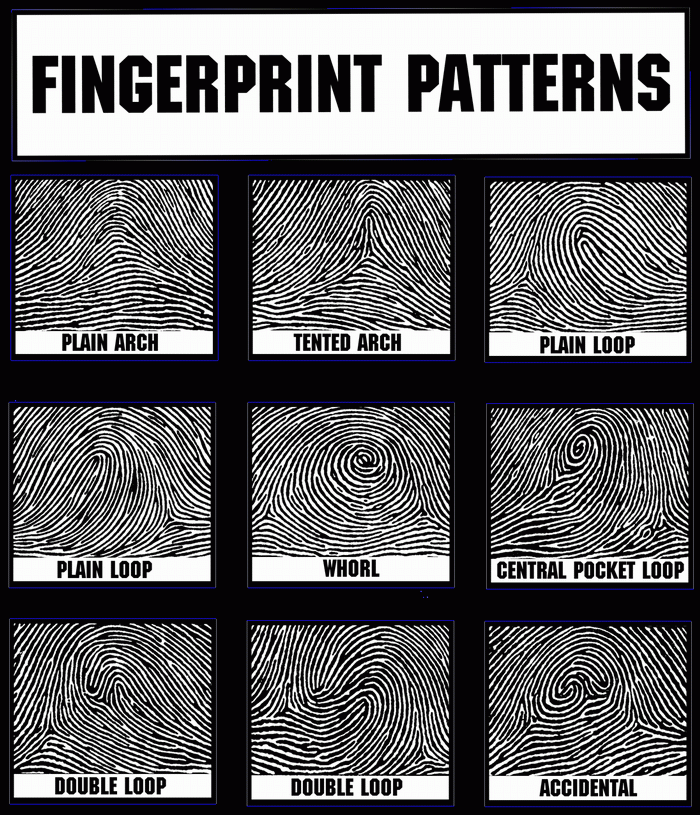 FINGERPRINT PATTERNS
PLAIN ARCH
TENTED ARCH
PLAIN LOOP
PLAIN LOOP
WHORL
CENTRAL POCKET LOOP
DOUBLE LOOP
DOUBLE LOOP
ACCIDENTAL